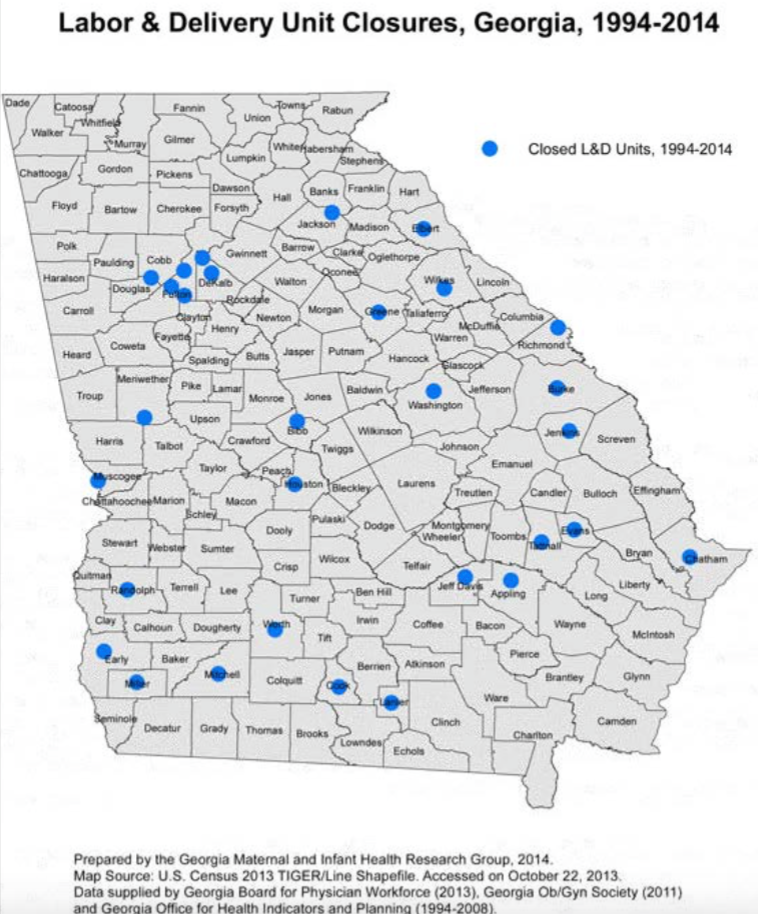 Labor & Delivery Unit Closures, Georgia, 1994-2014
Dade
Catoosa
Fannin
Towns
Rabun
Union
Whitfield
Walker
Murray
Gilmer
White
Habersham
Stephens
Lumpkin
Closed L&D Units, 1994-2014
Chattooga
Gordon
Pickens
Dawson
Banks
Franklin
Hart
Hall
Floyd
Bartow
Cherokee
Forsyth
Jackson
Madison
Elbert
Polk
Barrow
Clarke
Oglethorpe
Paulding
Cobb
Gwinnett
Oconee
Haralson
Douglas
DeKalb
Walton
Wilkes
Lincoln
Fulton
Rockdale
Carroll
Clayton
Newton
Morgan
Greene
Taliaferro
Columbia
McDuffie
Henry
Fayette
Warren
Richmond
Heard
Coweta
Spalding
Butts
Jasper
Putnam
Hancock
Glascock
Meriwether
Pike
Lamar
Troup
Monroe
Jones
Baldwin
Jefferson
Burke
Washington
Upson
Bibb
Wilkinson
Jenkins
Screven
Harris
Talbot
Crawford
Twiggs
Johnson
Taylor
Peach
Emanuel
Muscogee
Houston
Bleckley
Laurens
Treutlen
Candler
Bulloch
Effingham
Chattahoochee
Marion
Macon
Schley
Pulaski
Dooly
Dodge
Montgomery
Wheeler
Toombs
Evans
Tattnall
Stewart
Webster
Sumter
Wilcox
Bryan
Chatham
Crisp
Telfair
Quitman
Randolph
Terrell
Lee
Ben Hill
Jeff Davis
Appling
Liberty
Long
Turner
Clay
Calhoun
Dougherty
Worth
Irwin
Coffee
Bacon
Wayne
McIntosh
Tift
Early
Baker
Mitchell
Berrien
Atkinson
Pierce
Brantley
Glynn
Miller
Colquitt
Cook
Lanier
Ware
Seminole
Decatur
Grady
Thomas
Brooks
Clinch
Charlton
Camden
Lowndes
Echols
Prepared by the Georgia Maternal and Infant Health Research Group, 2014.
Map Source: U.S. Census 2013 TIGER/Line Shapefile. Accessed on October 22, 2013.
Data supplied by Georgia Board for Physician Workforce (2013), Georgia Ob/Gyn Society (2011)
and Georgia Office for Health Indicators and Planning (1994-2008).